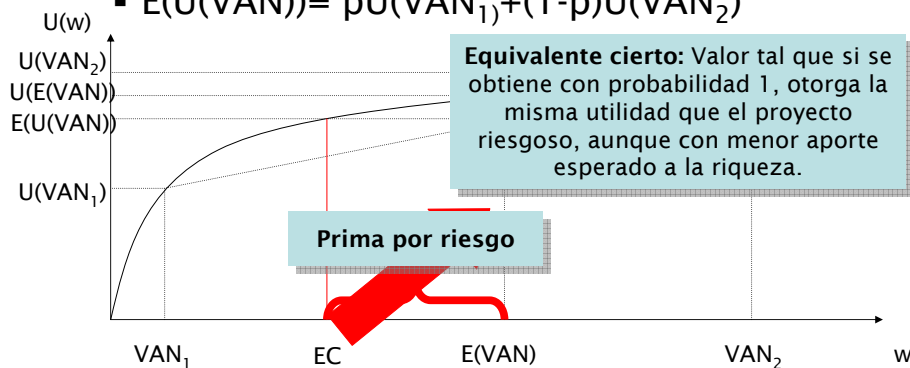 ▪ E(U(VAN))= pU(VAN₁₎+(1-p)U(VAN₂)
U(w)
U(VAN₂)
U(E(VAN))
E(U(VAN))
U(VAN₁)
Equivalente cierto: Valor tal que si se
obtiene con probabilidad 1, otorga la
misma utilidad que el proyecto
riesgoso, aunque con menor aporte
esperado a la riqueza.
Prima por riesgo
VAN₁ EC E(VAN) VAN₂ w